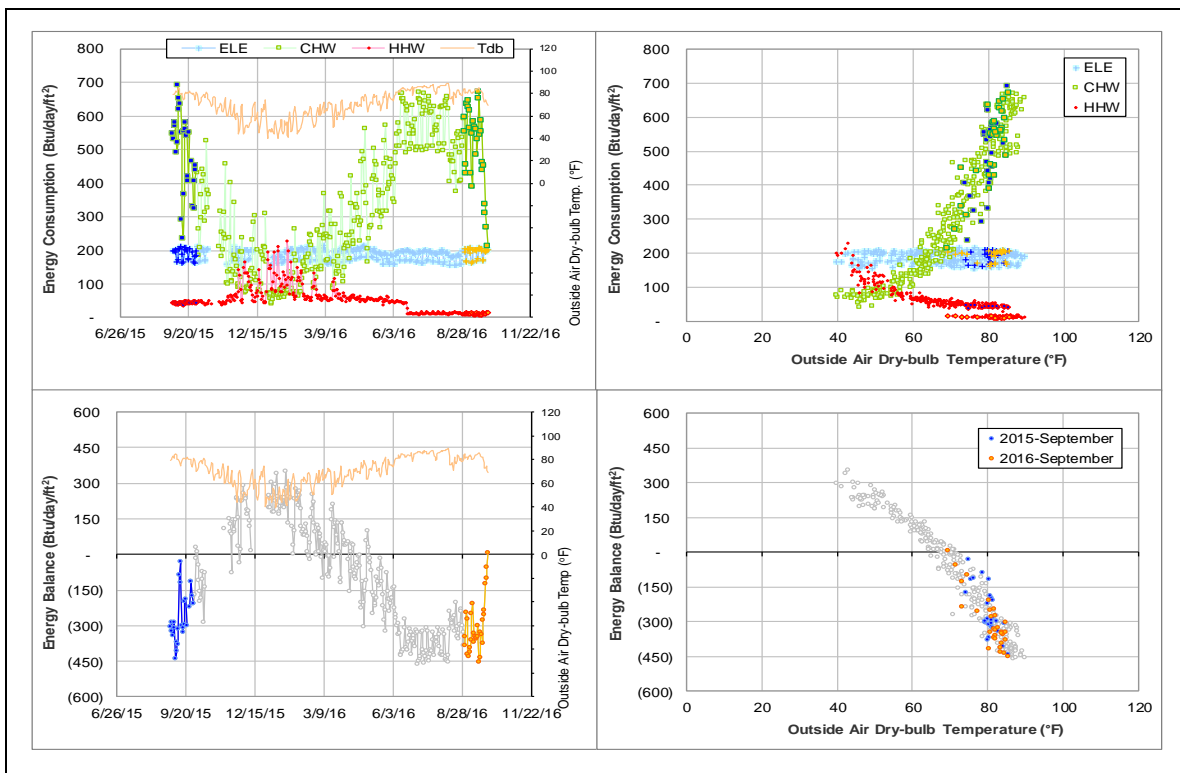 ELE CHW HHW Tdb
Energy Consumption (Btu/day/ft²)
800
700
600
500
400
300
200
100
-
120
100
80
60
40
20
0
Outside Air Dry-bulb Temp. (°F)
6/26/15 9/20/15 12/15/15 3/9/16 6/3/16 8/28/16 11/22/16
ELE
CHW
HHW
Energy Consumption (Btu/day/ft²)
800
700
600
500
400
300
200
100
-
0 20 40 60 80 100 120
Outside Air Dry-bulb Temperature (°F)
Energy Balance (Btu/day/ft²)
600
450
300
150
-
(150)
(300)
(450)
(600)
120
100
80
60
40
20
0
Outside Air Dry-bulb Temp (°F)
6/26/15 9/20/15 12/15/15 3/9/16 6/3/16 8/28/16 11/22/16
2015-September
2016-September
Energy Balance (Btu/day/ft²)
600
450
300
150
-
(150)
(300)
(450)
(600)
0 20 40 60 80 100 120
Outside Air Dry-bulb Temperature (°F)